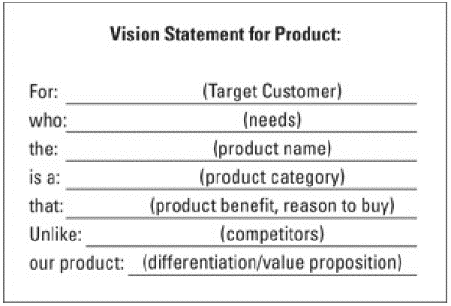 Vision Statement for Product:
For: (Target Customer)
who: (needs)
the: (product name)
is a: (product category)
that: (product benefit, reason to buy)
Unlike: (competitors)
our product: (differentiation/value proposition)